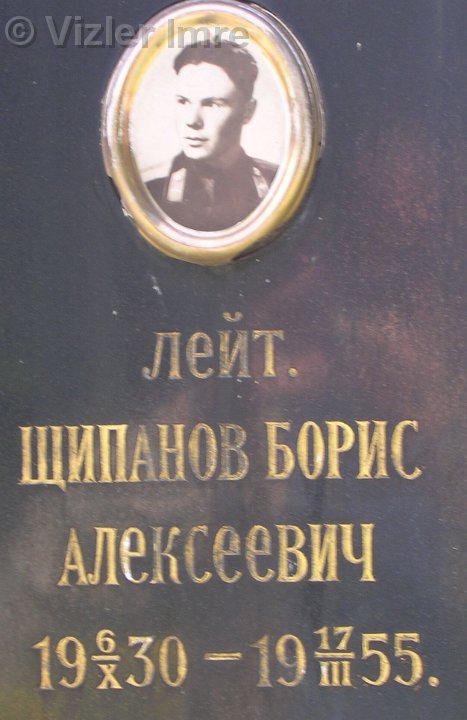 © Vizler Imre
лейт.
ЩИПАНОВ БОРИС
АЛЕКСЕЕВИЧ
19 6/X 30 – 19 17/III 55.